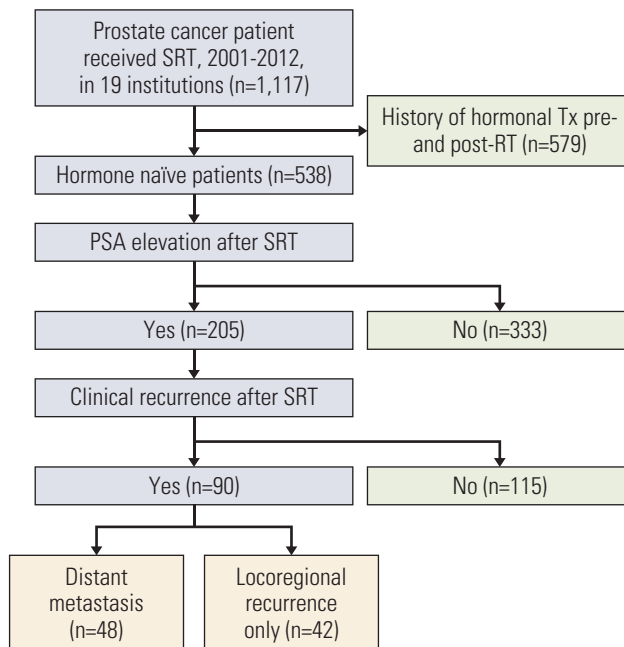 Prostate cancer patient
received SRT, 2001-2012,
in 19 institutions (n=1,117)
History of hormonal Tx pre-
and post-RT (n=579)
Hormone naïve patients (n=538)
PSA elevation after SRT
Yes (n=205)
No (n=333)
Clinical recurrence after SRT
Yes (n=90)
No (n=115)
Distant
metastasis
(n=48)
Locoregional
recurrence
only (n=42)